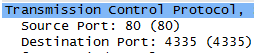 Transmission Control Protocol,
Source Port: 80 (80)
Destination Port: 4335 (4335)